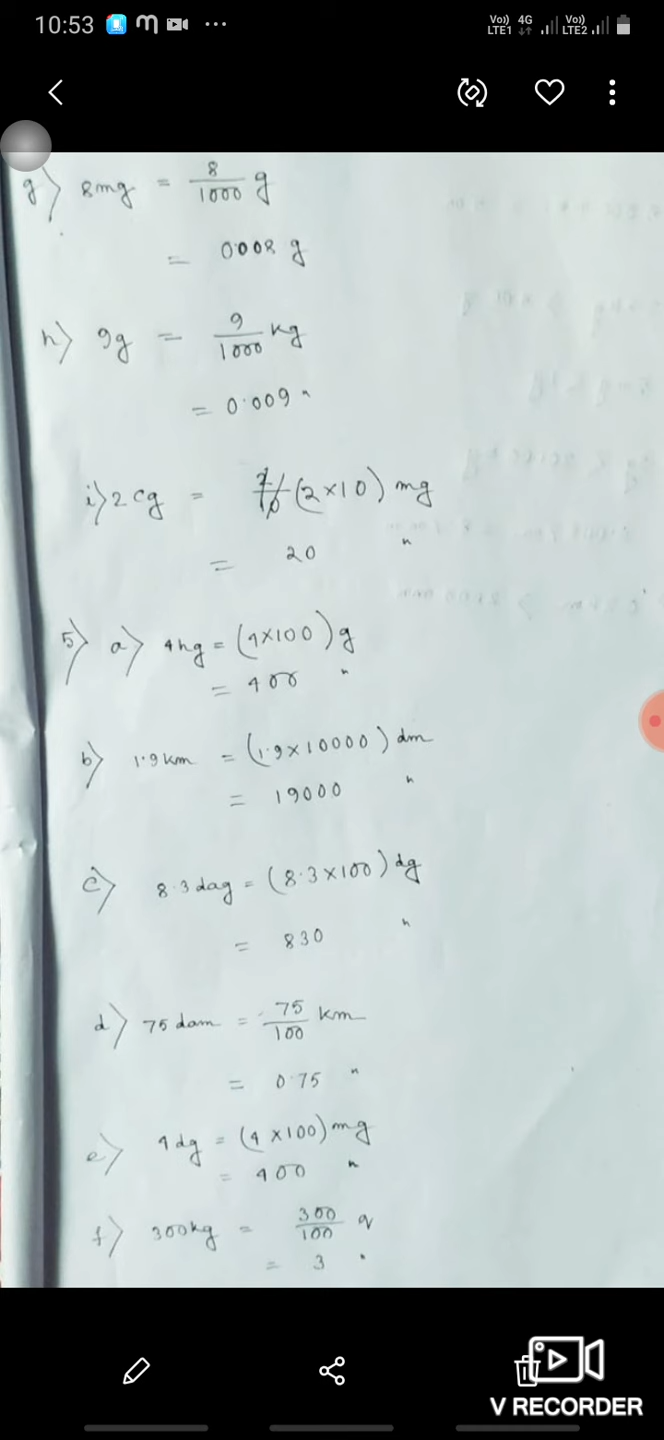 10:53
Vo)) 4G Vo))
LTE1 LTE2
g) 8mg = 8/1000 g
= 0.008 g
h) 9g = 9/1000 kg
= 0.009 "
i) 2 cg = (2×10) mg
= 20 "
5) a) 4hg = (4×100) g
= 400 "
b) 1.9 km = (1.9×10000) dm
= 19000 "
c) 8.3 dag = (8.3×100) dg
= 830 "
d) 75 dam = 75/100 km
= 0.75 "
e) 4 dg = (4×100) mg
= 400 "
f) 300kg = 300/100 q
= 3 "
V RECORDER